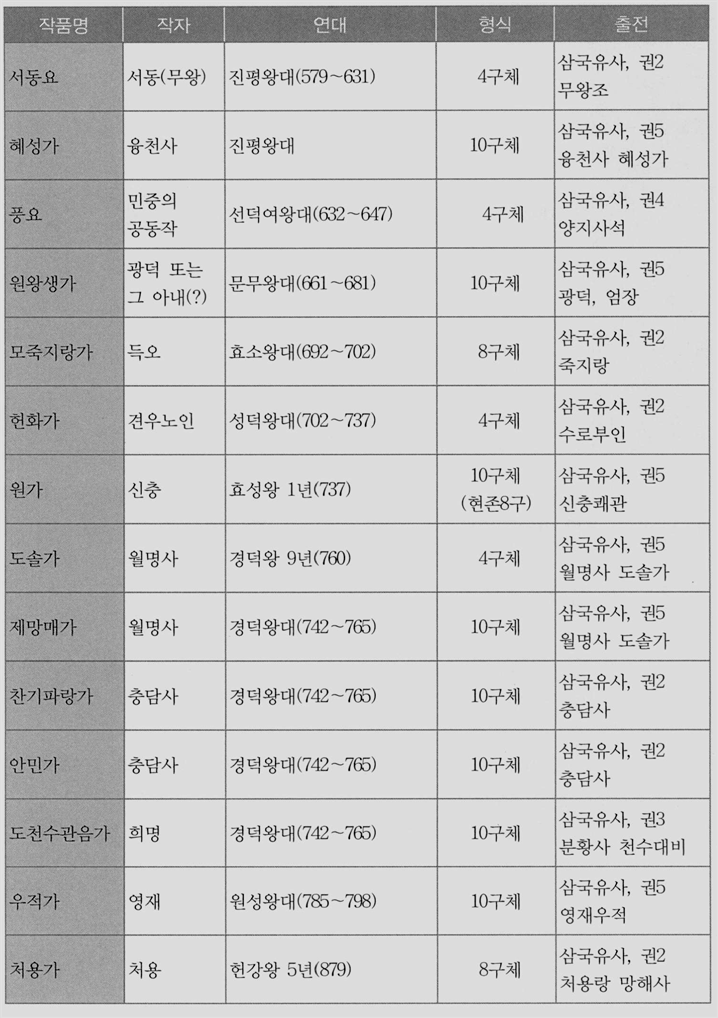 작품명 작자 연대 형식 출전
서동요 서동(무왕) 진평왕대(579~631) 4구체 삼국유사, 권2
무왕조
혜성가 융천사 진평왕대 10구체 삼국유사, 권5
융천사 혜성가
풍요 민중의 공동작 선덕여왕대(632~647) 4구체 삼국유사, 권4
양지사석
원왕생가 광덕 또는 그 아내(?) 문무왕대(661~681) 10구체 삼국유사, 권5
광덕, 엄장
모죽지랑가 득오 효소왕대(692~702) 8구체 삼국유사, 권2
죽지랑
헌화가 견우노인 성덕왕대(702~737) 4구체 삼국유사, 권2
수로부인
원가 신충 효성왕 1년(737) 10구체 (현존8구) 삼국유사, 권5
신충쾌관
도솔가 월명사 경덕왕 9년(760) 4구체 삼국유사, 권5
월명사 도솔가
제망매가 월명사 경덕왕대(742~765) 10구체 삼국유사, 권5
월명사 도솔가
찬기파랑가 충담사 경덕왕대(742~765) 10구체 삼국유사, 권2
충담사
안민가 충담사 경덕왕대(742~765) 10구체 삼국유사, 권2
충담사
도천수관음가 희명 경덕왕대(742~765) 10구체 삼국유사, 권3
분황사 천수대비
우적가 영재 원성왕대(785~798) 10구체 삼국유사, 권5
영재우적
처용가 처용 헌강왕 5년(879) 8구체 삼국유사, 권2
처용랑 망해사